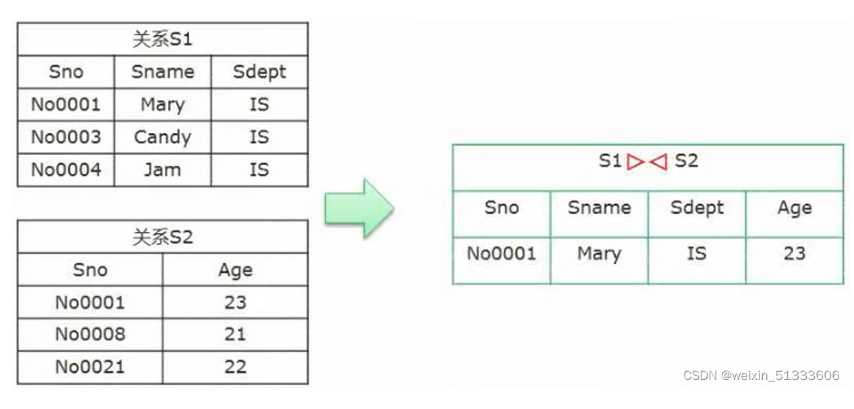 关系S1
Sno Sname Sdept
No0001 Mary IS
No0003 Candy IS
No0004 Jam IS
关系S2
Sno Age
No0001 23
No0008 21
No0021 22
S1 ▷◁ S2
Sno Sname Sdept Age
No0001 Mary IS 23
CSDN @weixin_51333606